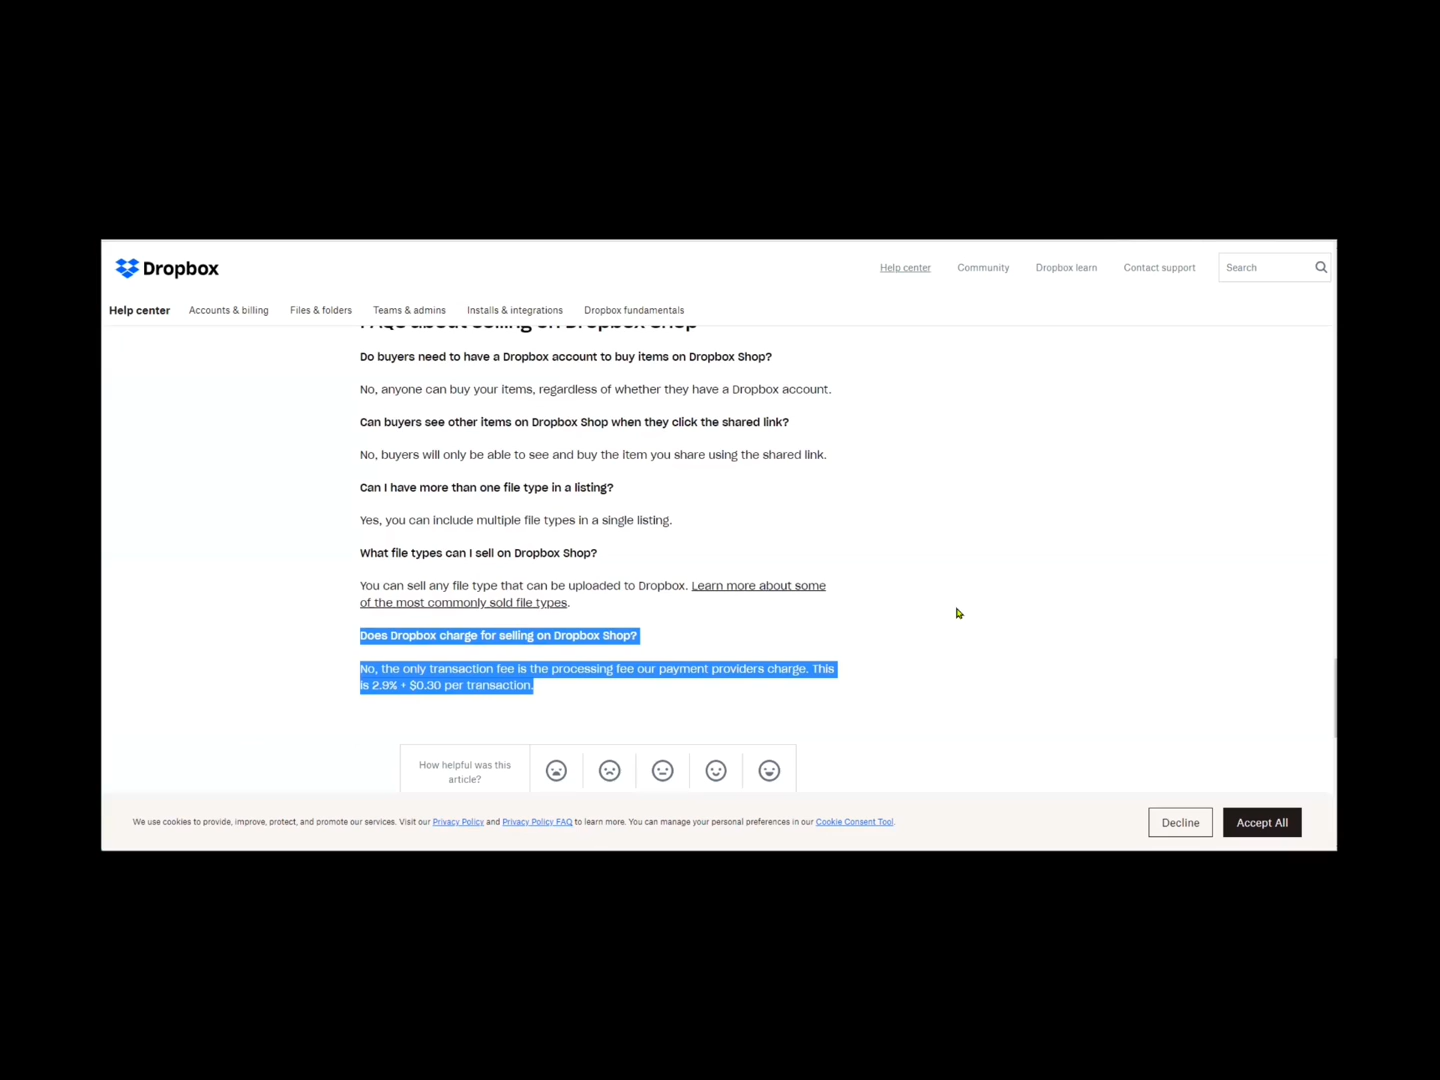 Dropbox
Help center
Community
Dropbox learn
Contact support
Search
Help center
Accounts & billing
Files & folders
Teams & admins
Installs & integrations
Dropbox fundamentals
FAQs about selling on Dropbox Shop
Do buyers need to have a Dropbox account to buy items on Dropbox Shop?
No, anyone can buy your items, regardless of whether they have a Dropbox account.
Can buyers see other items on Dropbox Shop when they click the shared link?
No, buyers will only be able to see and buy the item you share using the shared link.
Can I have more than one file type in a listing?
Yes, you can include multiple file types in a single listing.
What file types can I sell on Dropbox Shop?
You can sell any file type that can be uploaded to Dropbox. Learn more about some
of the most commonly sold file types.
Does Dropbox charge for selling on Dropbox Shop?
No, the only transaction fee is the processing fee our payment providers charge. This
is 2.9% + $0.30 per transaction.
How helpful was this
article?
We use cookies to provide, improve, protect, and promote our services. Visit our Privacy Policy and Privacy Policy FAQ to learn more. You can manage your personal preferences in our Cookie Consent Tool.
Decline
Accept All